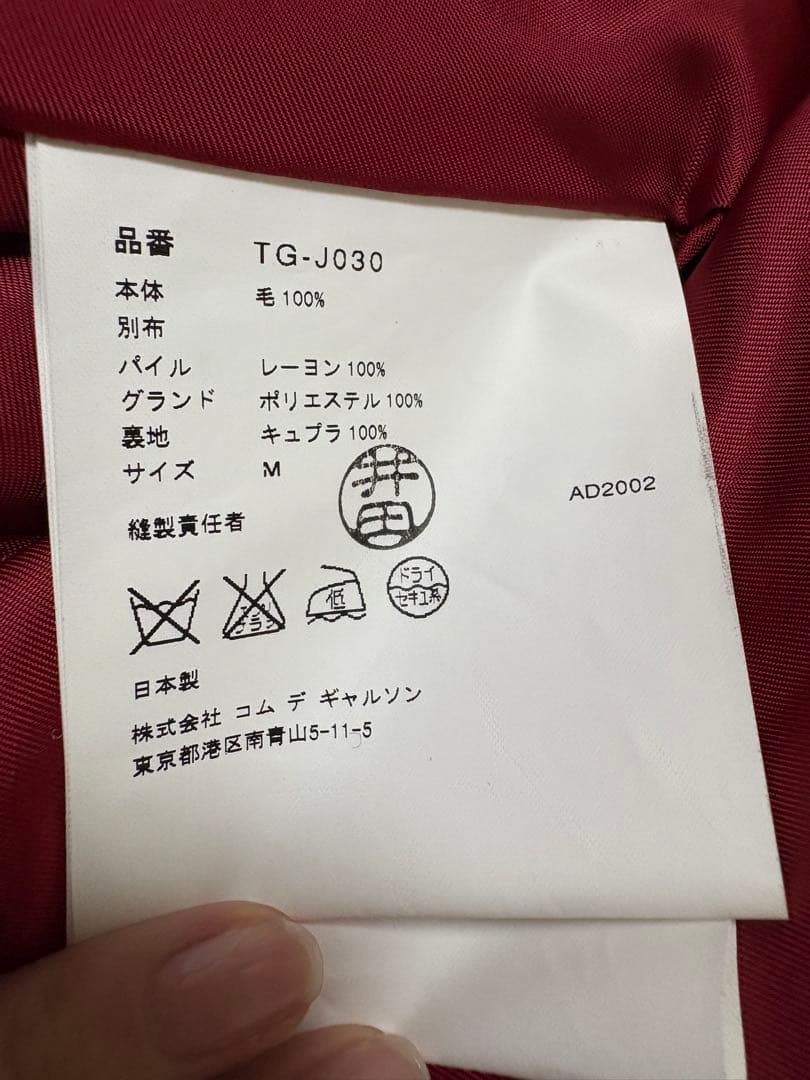 品番 TG-J030
本体 毛 100%
別布
パイル レーヨン 100%
グランド ポリエステル 100%
裏地 キュプラ 100%
サイズ M
井田
AD2002
縫製責任者
低
ドライ
セキユ系
日本製
株式会社 コム デ ギャルソン
東京都港区南青山5-11-5